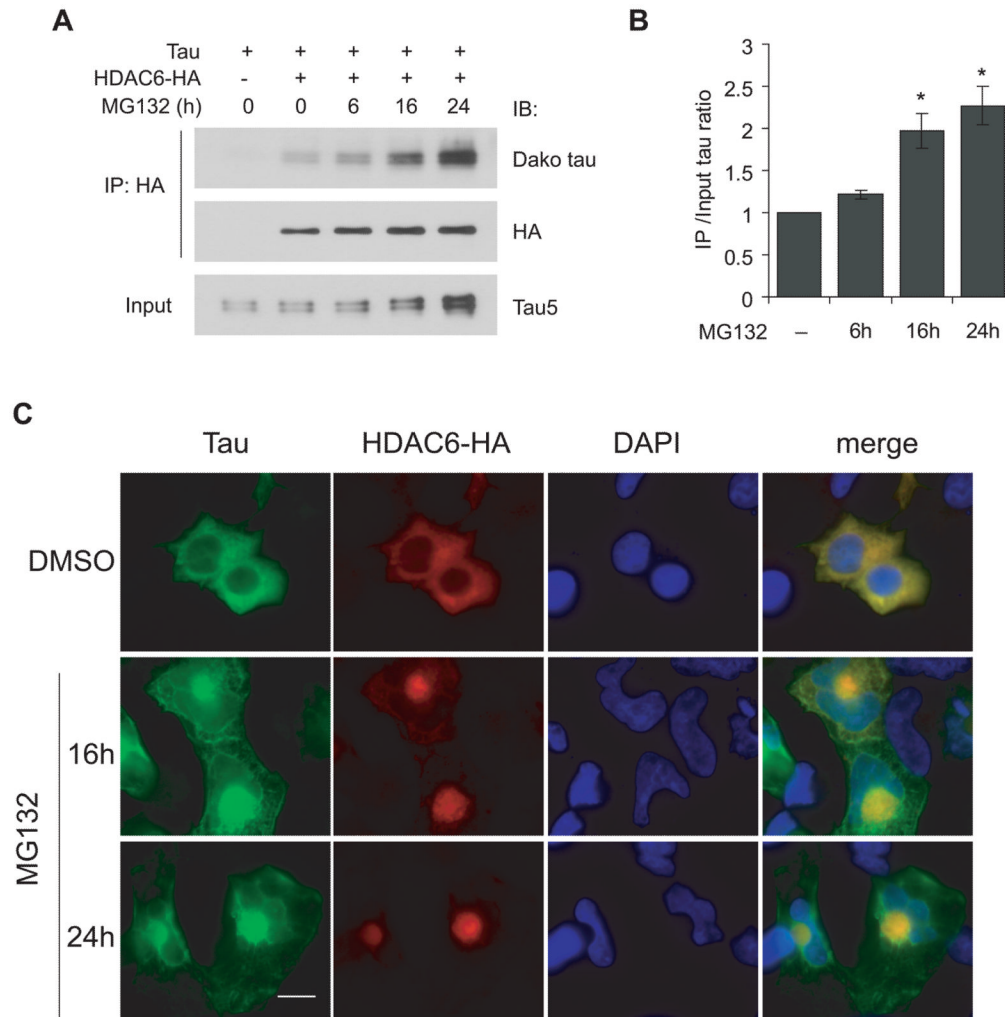 A
Tau + + + + +
HDAC6-HA - + + + +
MG132 (h) 0 0 6 16 24 IB:
IP: HA
Dako tau
HA
Input
Tau5
B
IP /Input tau ratio
3
2.5
2
1.5
1
0.5
0
*
*
MG132 – 6h 16h 24h
C
Tau HDAC6-HA DAPI merge
DMSO
MG132
16h
24h